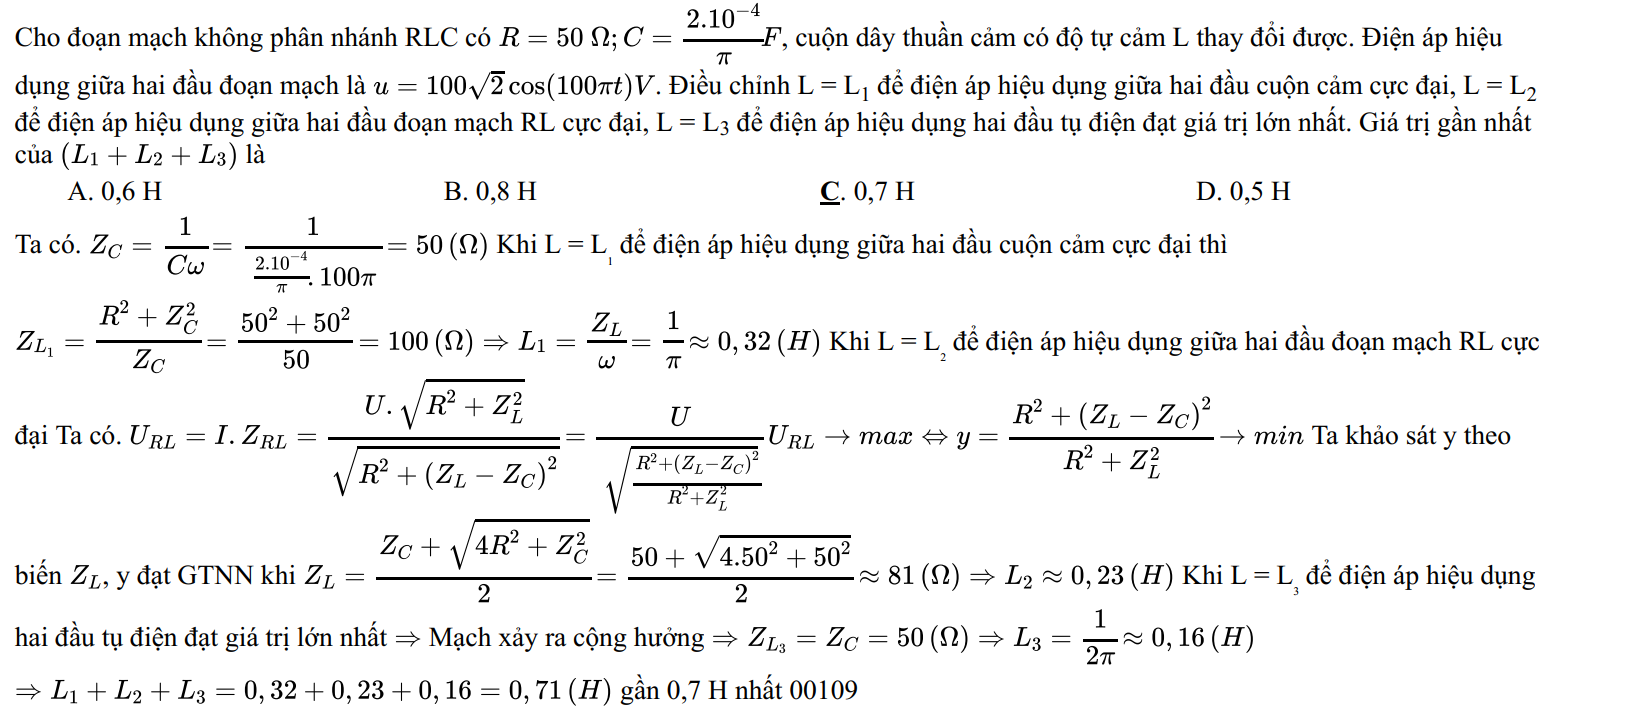 Cho đoạn mạch không phân nhánh RLC có $R = 50\ \Omega; C = \frac{2.10^{-4}}{\pi}F$, cuộn dây thuần cảm có độ tự cảm L thay đổi được. Điện áp hiệu
dụng giữa hai đầu đoạn mạch là $u = 100\sqrt{2}\cos(100\pi t)V$. Điều chỉnh L = L$_1$ để điện áp hiệu dụng giữa hai đầu cuộn cảm cực đại, L = L$_2$
để điện áp hiệu dụng giữa hai đầu đoạn mạch RL cực đại, L = L$_3$ để điện áp hiệu dụng hai đầu tụ điện đạt giá trị lớn nhất. Giá trị gần nhất
của $(L_1 + L_2 + L_3)$ là
A. 0,6 H B. 0,8 H C. 0,7 H D. 0,5 H
Ta có. $Z_C = \frac{1}{C\omega} = \frac{1}{\frac{2.10^{-4}}{\pi}.100\pi} = 50\,(\Omega)$ Khi L = L$_1$ để điện áp hiệu dụng giữa hai đầu cuộn cảm cực đại thì
$Z_{L_1} = \frac{R^2 + Z_C^2}{Z_C} = \frac{50^2 + 50^2}{50} = 100\,(\Omega) \Rightarrow L_1 = \frac{Z_L}{\omega} = \frac{1}{\pi} \approx 0,32\,(H)$ Khi L = L$_2$ để điện áp hiệu dụng giữa hai đầu đoạn mạch RL cực
đại Ta có. $U_{RL} = I.Z_{RL} = \frac{U.\sqrt{R^2 + Z_L^2}}{\sqrt{R^2 + (Z_L - Z_C)^2}} = \frac{U}{\sqrt{\frac{R^2+(Z_L-Z_C)^2}{R^2+Z_L^2}}} U_{RL} \rightarrow max \Leftrightarrow y = \frac{R^2 + (Z_L - Z_C)^2}{R^2 + Z_L^2} \rightarrow min$ Ta khảo sát y theo
biến $Z_L$, y đạt GTNN khi $Z_L = \frac{Z_C + \sqrt{4R^2 + Z_C^2}}{2} = \frac{50 + \sqrt{4.50^2 + 50^2}}{2} \approx 81\,(\Omega) \Rightarrow L_2 \approx 0,23\,(H)$ Khi L = L$_3$ để điện áp hiệu dụng
hai đầu tụ điện đạt giá trị lớn nhất $\Rightarrow$ Mạch xảy ra cộng hưởng $\Rightarrow Z_{L_3} = Z_C = 50\,(\Omega) \Rightarrow L_3 = \frac{1}{2\pi} \approx 0,16\,(H)$
$\Rightarrow L_1 + L_2 + L_3 = 0,32 + 0,23 + 0,16 = 0,71\,(H)$ gần 0,7 H nhất 00109